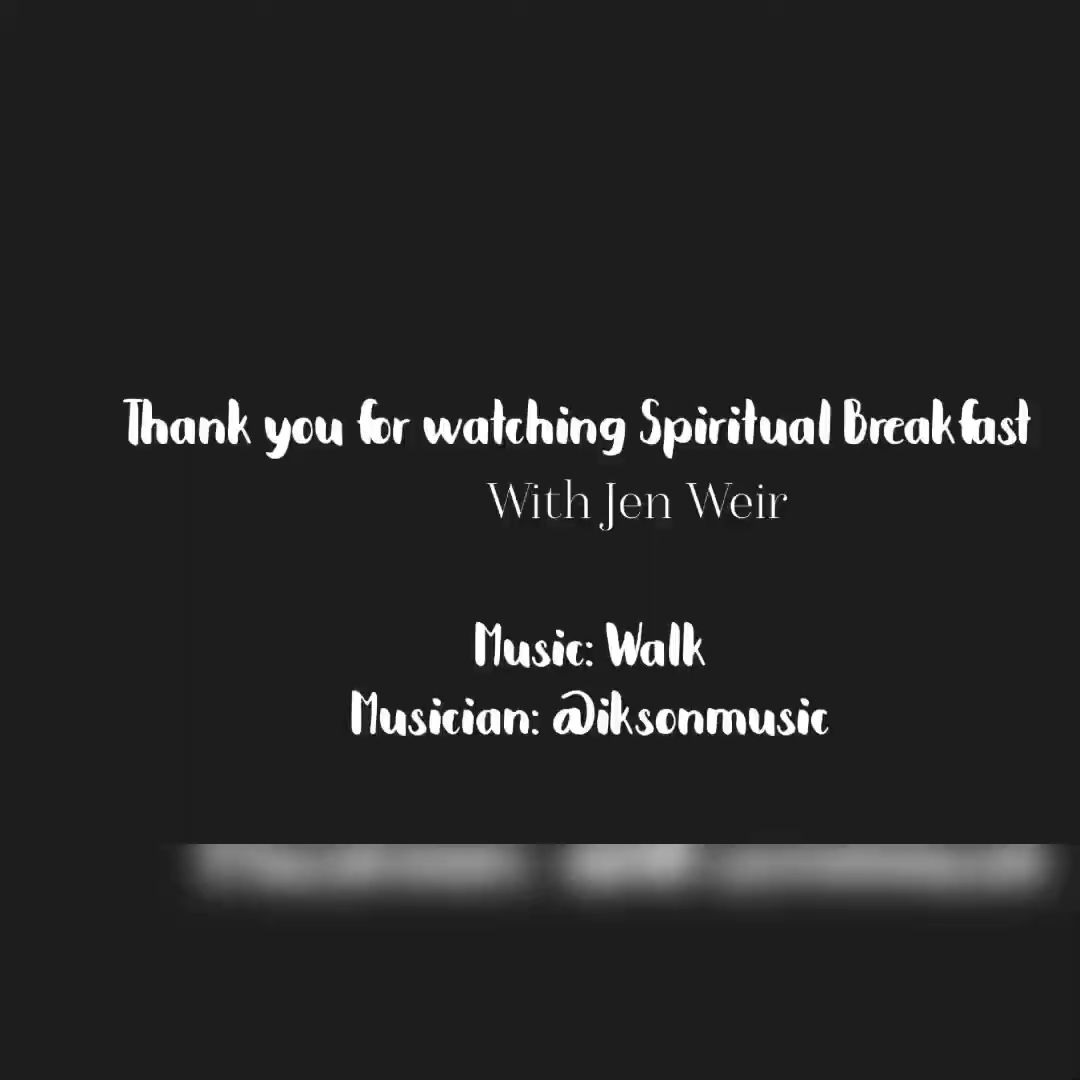 Thank you for watching Spiritual Breakfast
With Jen Weir
Music: Walk
Musician: @iksonmusic